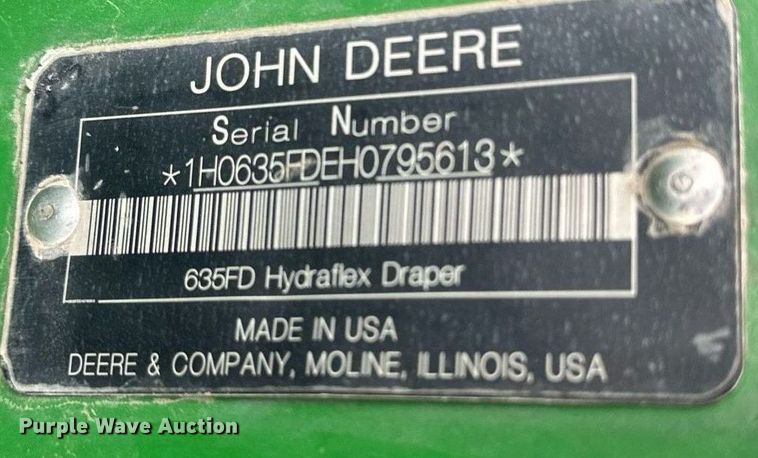 JOHN DEERE
Serial Number
*1H0635FDEH0795613*
635FD Hydraflex Draper
MADE IN USA
DEERE & COMPANY, MOLINE, ILLINOIS, USA
Purple Wave Auction